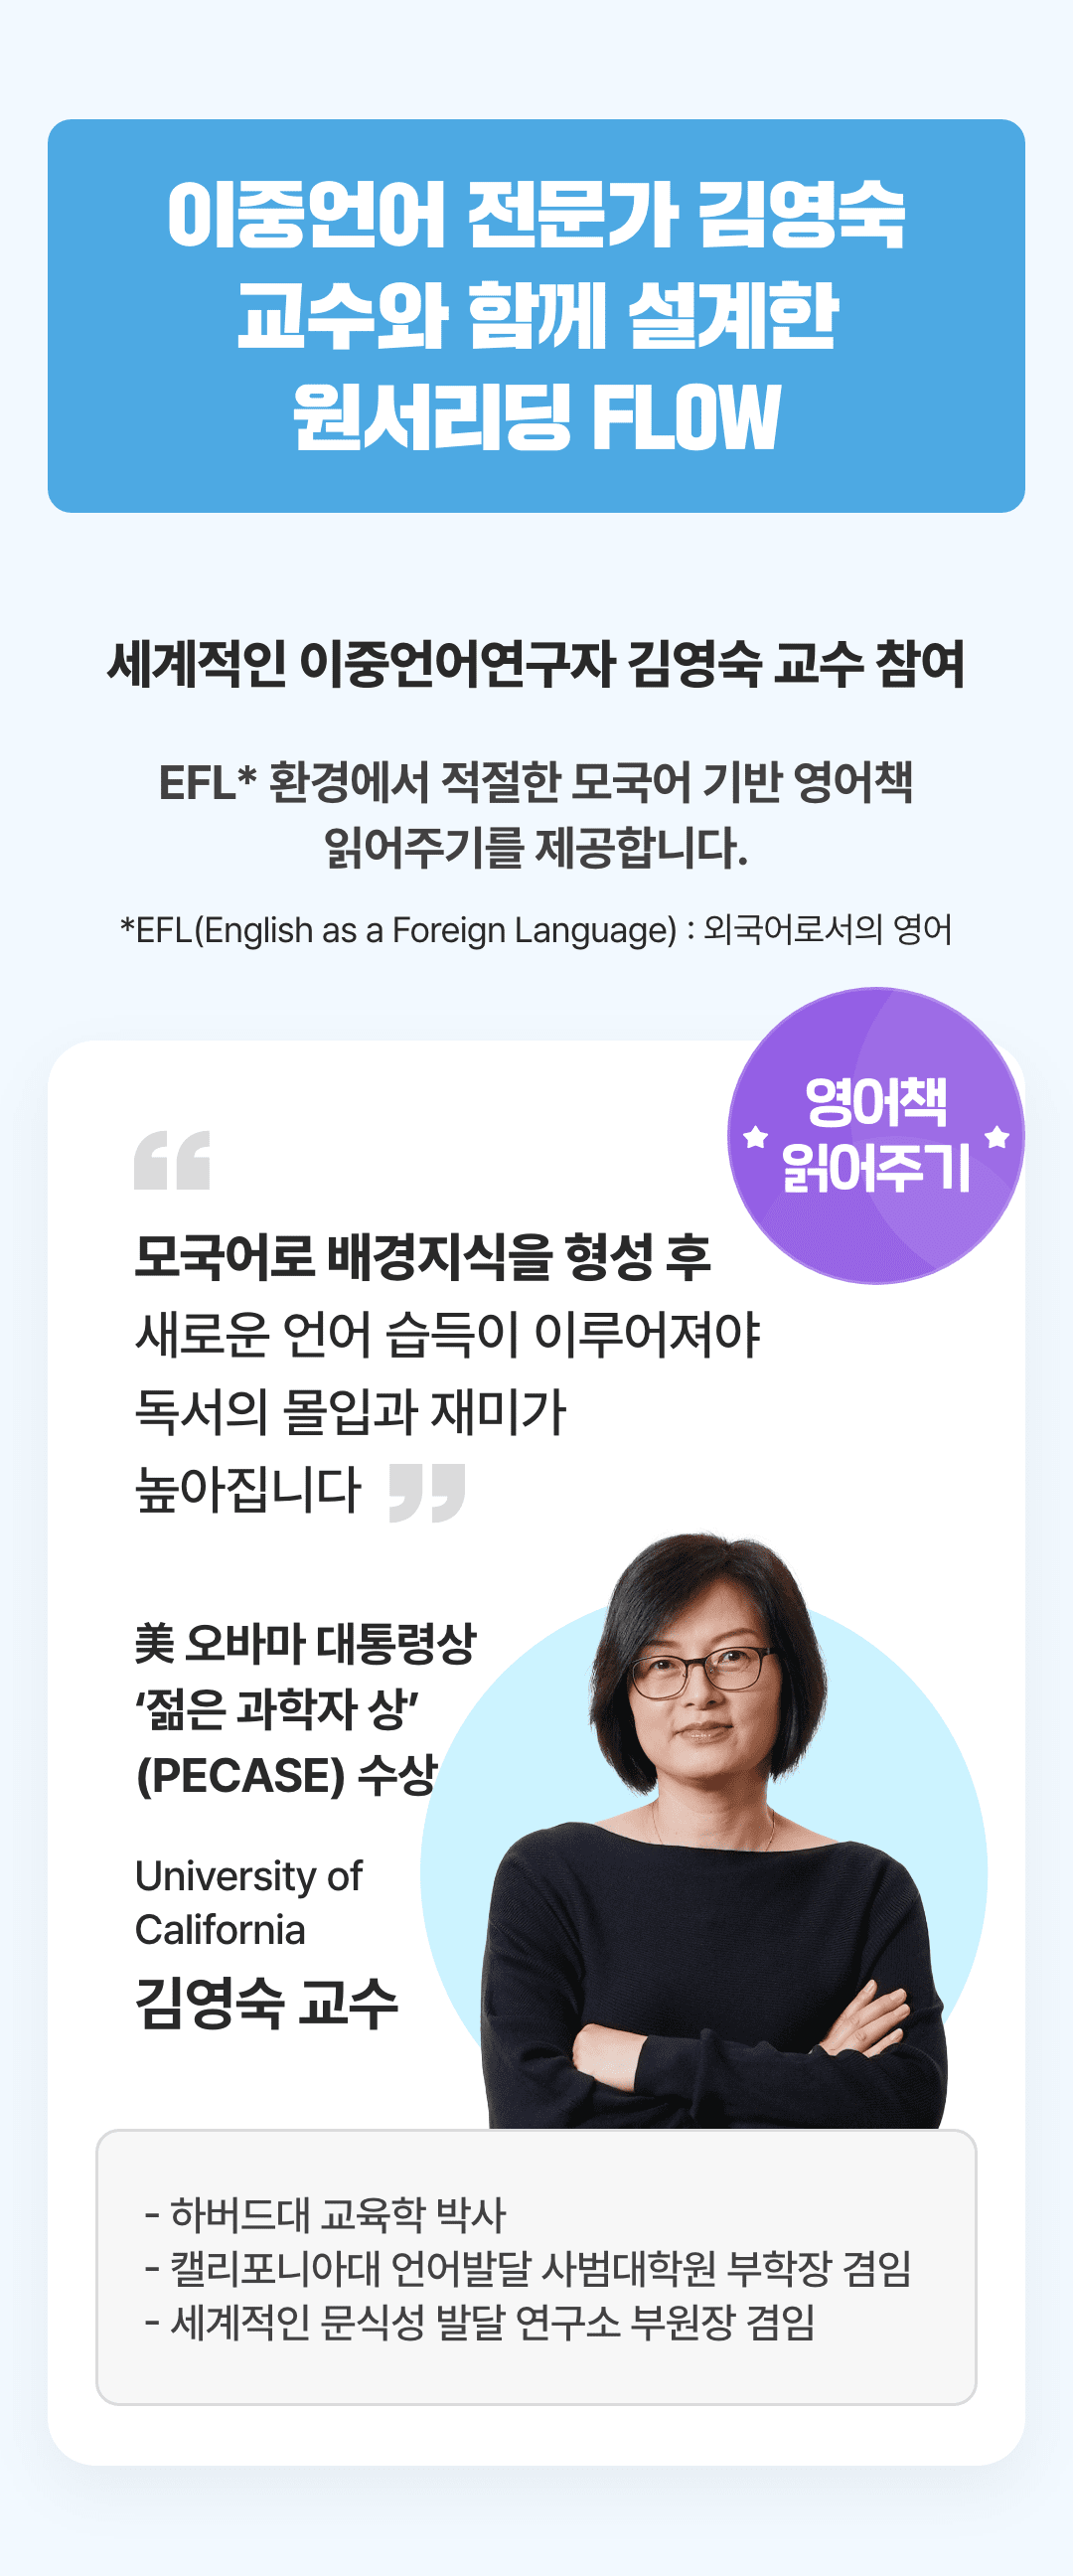 이중언어 전문가 김영숙
교수와 함께 설계한
원서리딩 FLOW
세계적인 이중언어연구자 김영숙 교수 참여
EFL* 환경에서 적절한 모국어 기반 영어책
읽어주기를 제공합니다.
*EFL(English as a Foreign Language) : 외국어로서의 영어
영어책
읽어주기
“
모국어로 배경지식을 형성 후
새로운 언어 습득이 이루어져야
독서의 몰입과 재미가
높아집니다 ”
美 오바마 대통령상
‘젊은 과학자 상’
(PECASE) 수상
University of
California
김영숙 교수
- 하버드대 교육학 박사
- 캘리포니아대 언어발달 사범대학원 부학장 겸임
- 세계적인 문식성 발달 연구소 부원장 겸임